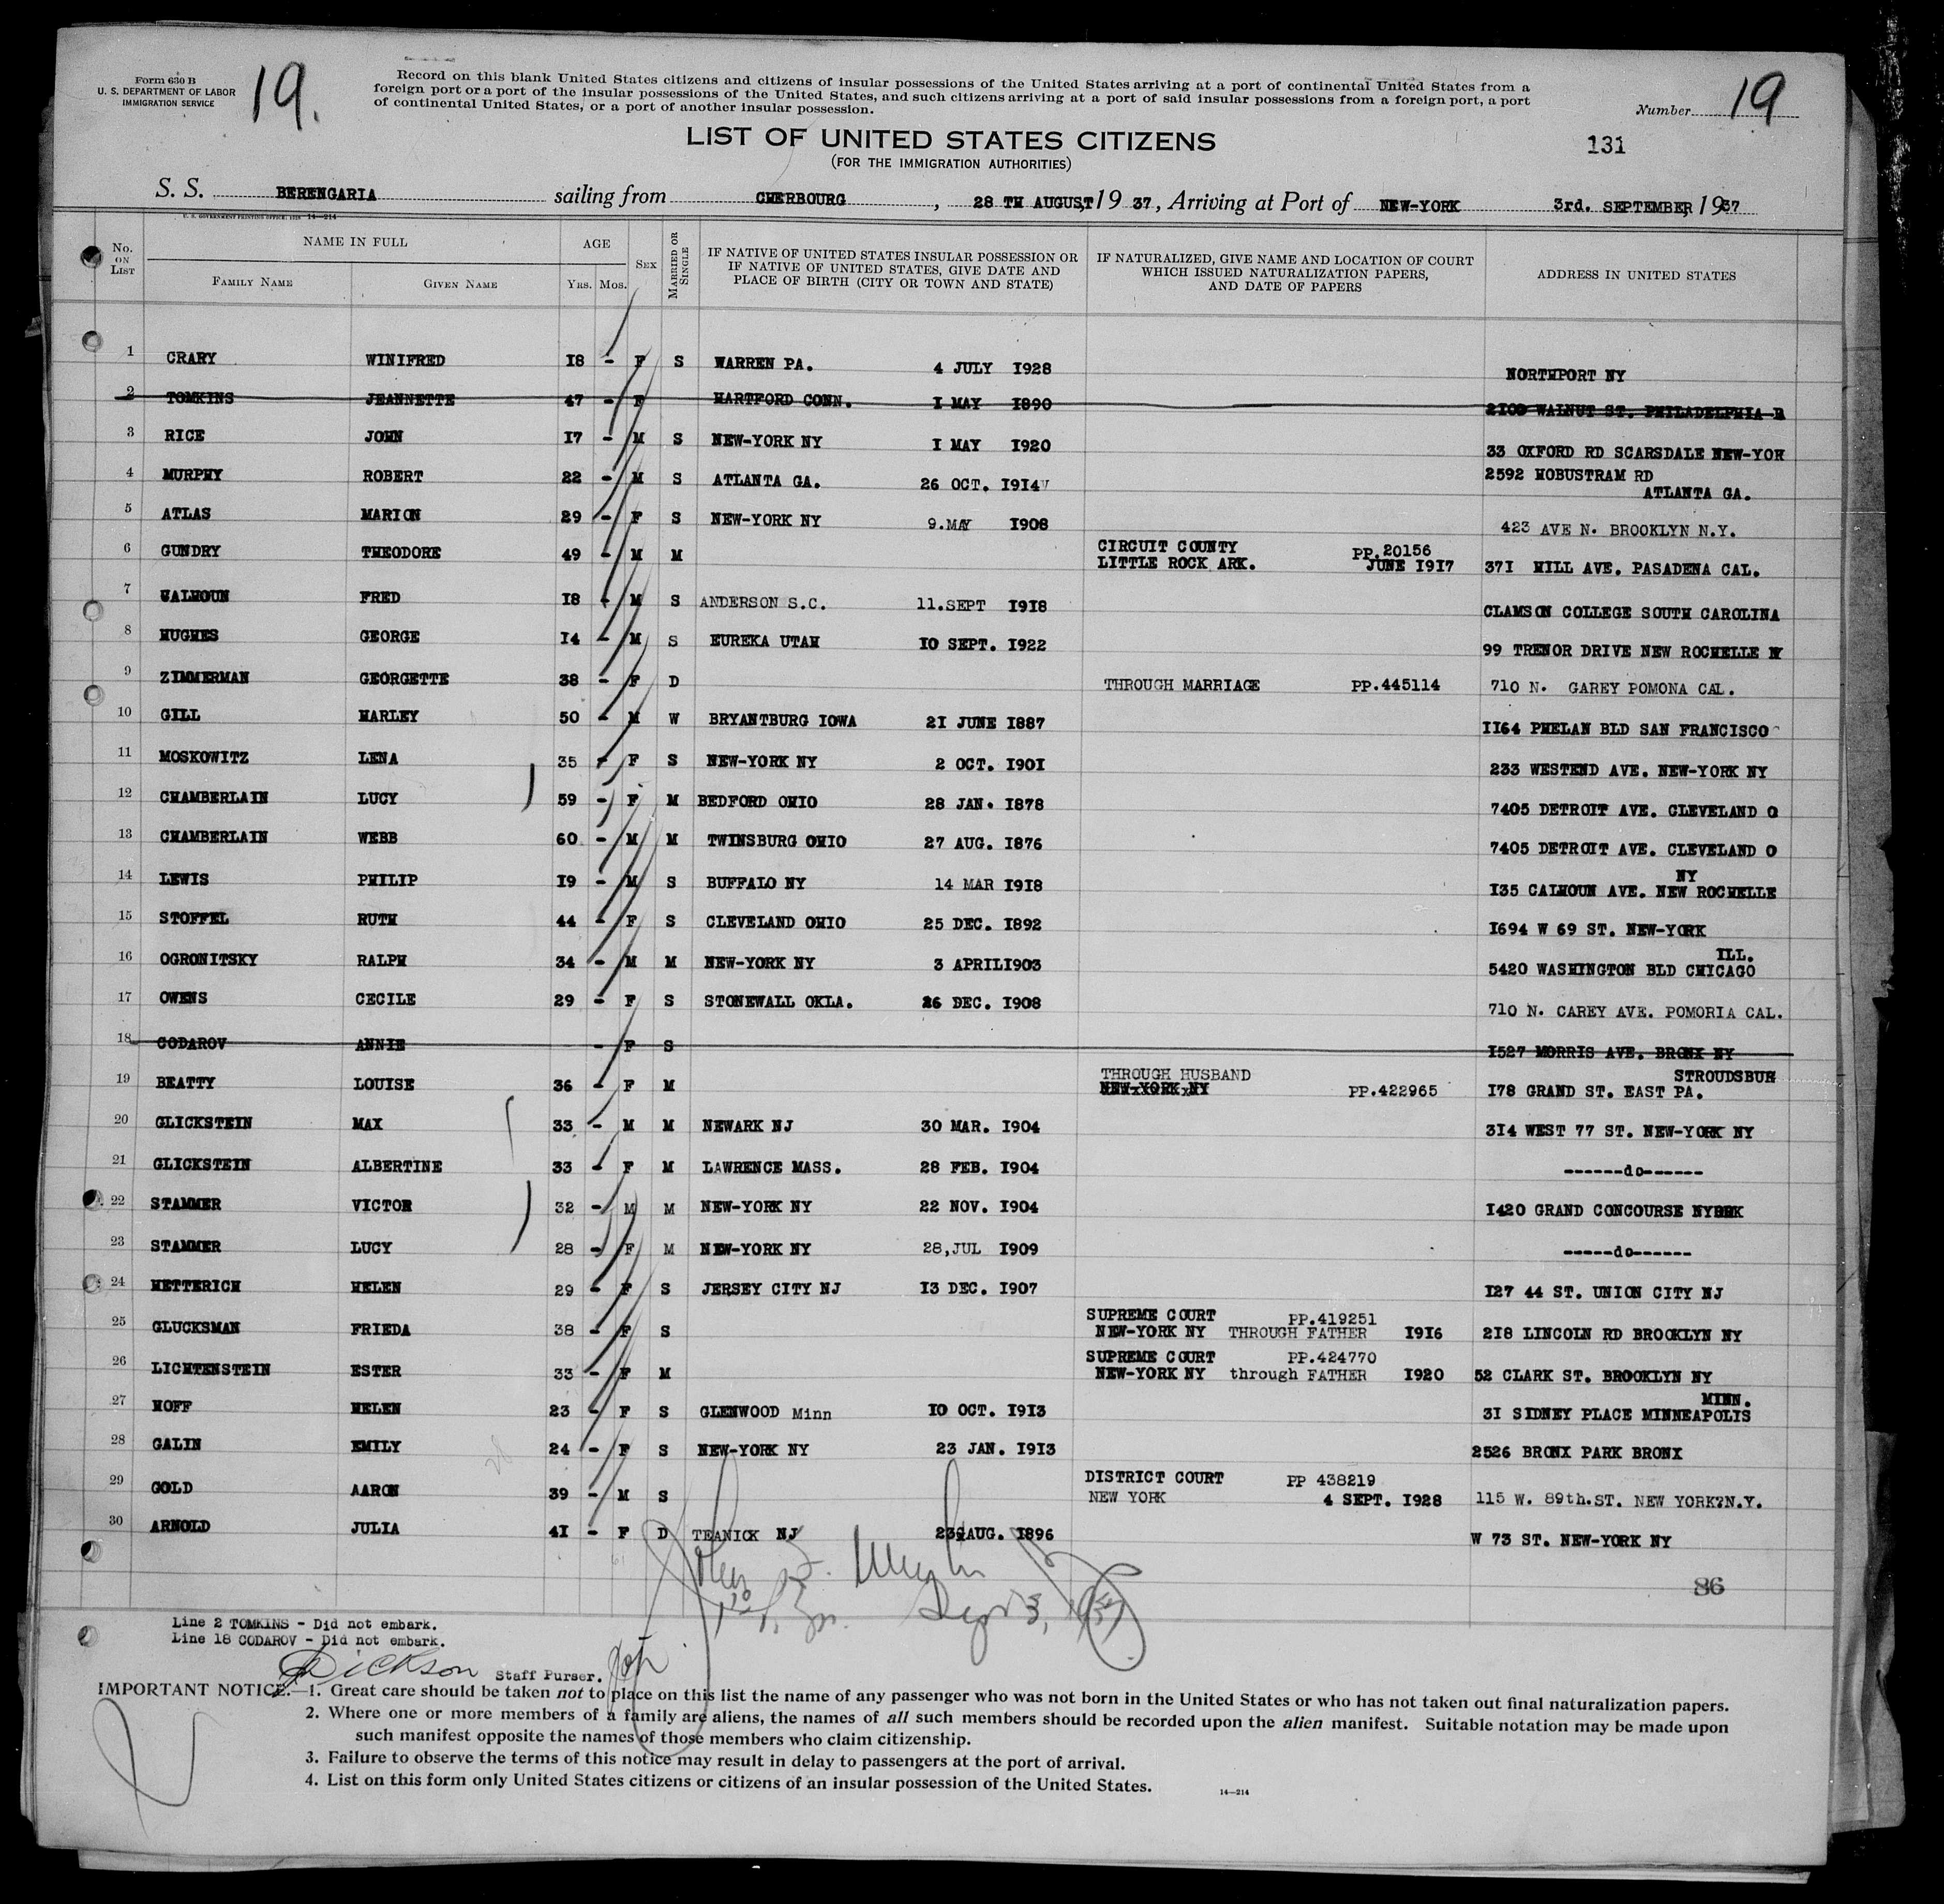 Form 630 B
U. S. DEPARTMENT OF LABOR
IMMIGRATION SERVICE
19.
Record on this blank United States citizens and citizens of insular possessions of the United States arriving at a port of continental United States from a
foreign port or a port of the insular possessions of the United States, and such citizens arriving at a port of said insular possessions from a foreign port, a port
of continental United States, or a port of another insular possession.
Number 19
LIST OF UNITED STATES CITIZENS
(FOR THE IMMIGRATION AUTHORITIES)
131
S. S. BERENGARIA sailing from CHERBOURG, 28 TH AUGUST, 19 37, Arriving at Port of NEW-YORK 3rd. SEPTEMBER, 1937
U. S. GOVERNMENT PRINTING OFFICE: 1929 14—214
No. ON LIST
NAME IN FULL
FAMILY NAME GIVEN NAME
AGE
YRS. MOS.
SEX
MARRIED OR SINGLE
IF NATIVE OF UNITED STATES INSULAR POSSESSION OR
IF NATIVE OF UNITED STATES, GIVE DATE AND
PLACE OF BIRTH (CITY OR TOWN AND STATE)
IF NATURALIZED, GIVE NAME AND LOCATION OF COURT
WHICH ISSUED NATURALIZATION PAPERS,
AND DATE OF PAPERS
ADDRESS IN UNITED STATES
1 CRARY WINIFRED 18 - F S WARREN PA. 4 JULY 1928 NORTHPORT NY
2 TOMKINS JEANNETTE 47 - F HARTFORD CONN. 1 MAY 1890 2100 WALNUT ST. PHILADELPHIA
3 RICE JOHN 17 - M S NEW-YORK NY 1 MAY 1920 33 OXFORD RD SCARSDALE NEW-YOR
4 MURPHY ROBERT 22 - M S ATLANTA GA. 26 OCT. 1914 2592 HOBUSTRAM RD
ATLANTA GA.
5 ATLAS MARION 29 - F S NEW-YORK NY 9.MAY 1908 423 AVE N. BROOKLYN N.Y.
6 GUNDRY THEODORE 49 - M M CIRCUIT COUNTY PP.20156
LITTLE ROCK ARK. JUNE 1917 371 HILL AVE. PASADENA CAL.
7 WALHOUN FRED 18 - M S ANDERSON S.C. 11.SEPT 1918 CLAMSON COLLEGE SOUTH CAROLINA
8 HUGHES GEORGE 14 - M S EUREKA UTAH 10 SEPT. 1922 99 TRENOR DRIVE NEW ROCHELLE N
9 ZIMMERMAN GEORGETTE 38 - F D THROUGH MARRIAGE PP.445114 710 N. GAREY POMONA CAL.
10 GILL HARLEY 50 - M W BRYANTBURG IOWA 21 JUNE 1887 1164 PHELAN BLD SAN FRANCISCO
11 MOSKOWITZ LENA 35 - F S NEW-YORK NY 2 OCT. 1901 233 WESTEND AVE. NEW-YORK NY
12 CHAMBERLAIN LUCY 59 - F M BEDFORD OHIO 28 JAN. 1878 7405 DETROIT AVE. CLEVELAND O
13 CHAMBERLAIN WEBB 60 - M M TWINSBURG OHIO 27 AUG. 1876 7405 DETROIT AVE. CLEVELAND O
14 LEWIS PHILIP 19 - M S BUFFALO NY 14 MAR 1918 NY
135 CALHOUN AVE. NEW ROCHELLE
15 STOFFEL RUTH 44 - F S CLEVELAND OHIO 25 DEC. 1892 1694 W 69 ST. NEW-YORK
16 OGRONITSKY RALPH 34 - M M NEW-YORK NY 3 APRIL1903 ILL.
5420 WASHINGTON BLD CHICAGO
17 OWENS CECILE 29 - F S STONEWALL OKLA. 26 DEC. 1908 710 N. CAREY AVE. POMORIA CAL.
18 CODAROV ANNIE - F S 1527 MORRIS AVE. BRONX NY
19 BEATTY LOUISE 36 - F M THROUGH HUSBAND STROUDSBUR
NEW-YORK NY PP.422965 178 GRAND ST. EAST PA.
20 GLICKSTEIN MAX 33 - M M NEWARK NJ 30 MAR. 1904 314 WEST 77 ST. NEW-YORK NY
21 GLICKSTEIN ALBERTINE 33 - F M LAWRENCE MASS. 28 FEB. 1904 ------do------
22 STAMMER VICTOR 32 - M M NEW-YORK NY 22 NOV. 1904 1420 GRAND CONCOURSE
23 STAMMER LUCY 28 - F M NEW-YORK NY 28,JUL 1909 -----do------
24 HETTERICH HELEN 29 - F S JERSEY CITY NJ 13 DEC. 1907 127 44 ST. UNION CITY NJ
25 GLUCKSMAN FRIEDA 38 - F S SUPREME COURT PP.419251
NEW-YORK NY THROUGH FATHER 1916 218 LINCOLN RD BROOKLYN NY
26 LICHTENSTEIN ESTER 33 - F M SUPREME COURT PP.424770
NEW-YORK NY through FATHER 1920 52 CLARK ST. BROOKLYN NY
27 HOFF HELEN 23 - F S GLENWOOD Minn 10 OCT. 1913 MINN.
31 SIDNEY PLACE MINNEAPOLIS
28 GALIN EMILY 24 - F S NEW-YORK NY 23 JAN. 1913 2526 BRONX PARK BRONX
29 GOLD AARON 39 - M S DISTRICT COURT PP 438219
NEW YORK 4 SEPT. 1928 115 W. 89th.ST. NEW YORK?N.Y.
30 ARNOLD JULIA 41 - F D TEANICK NJ 23 AUG. 1896 W 73 ST. NEW-YORK NY
Sept 3, 1937
86
Line 2 TOMKINS - Did not embark.
Line 18 CODAROV - Did not embark.
Dickson Staff Purser.
IMPORTANT NOTICE.—1. Great care should be taken not to place on this list the name of any passenger who was not born in the United States or who has not taken out final naturalization papers.
2. Where one or more members of a family are aliens, the names of all such members should be recorded upon the alien manifest. Suitable notation may be made upon
such manifest opposite the names of those members who claim citizenship.
3. Failure to observe the terms of this notice may result in delay to passengers at the port of arrival.
4. List on this form only United States citizens or citizens of an insular possession of the United States.
14—214